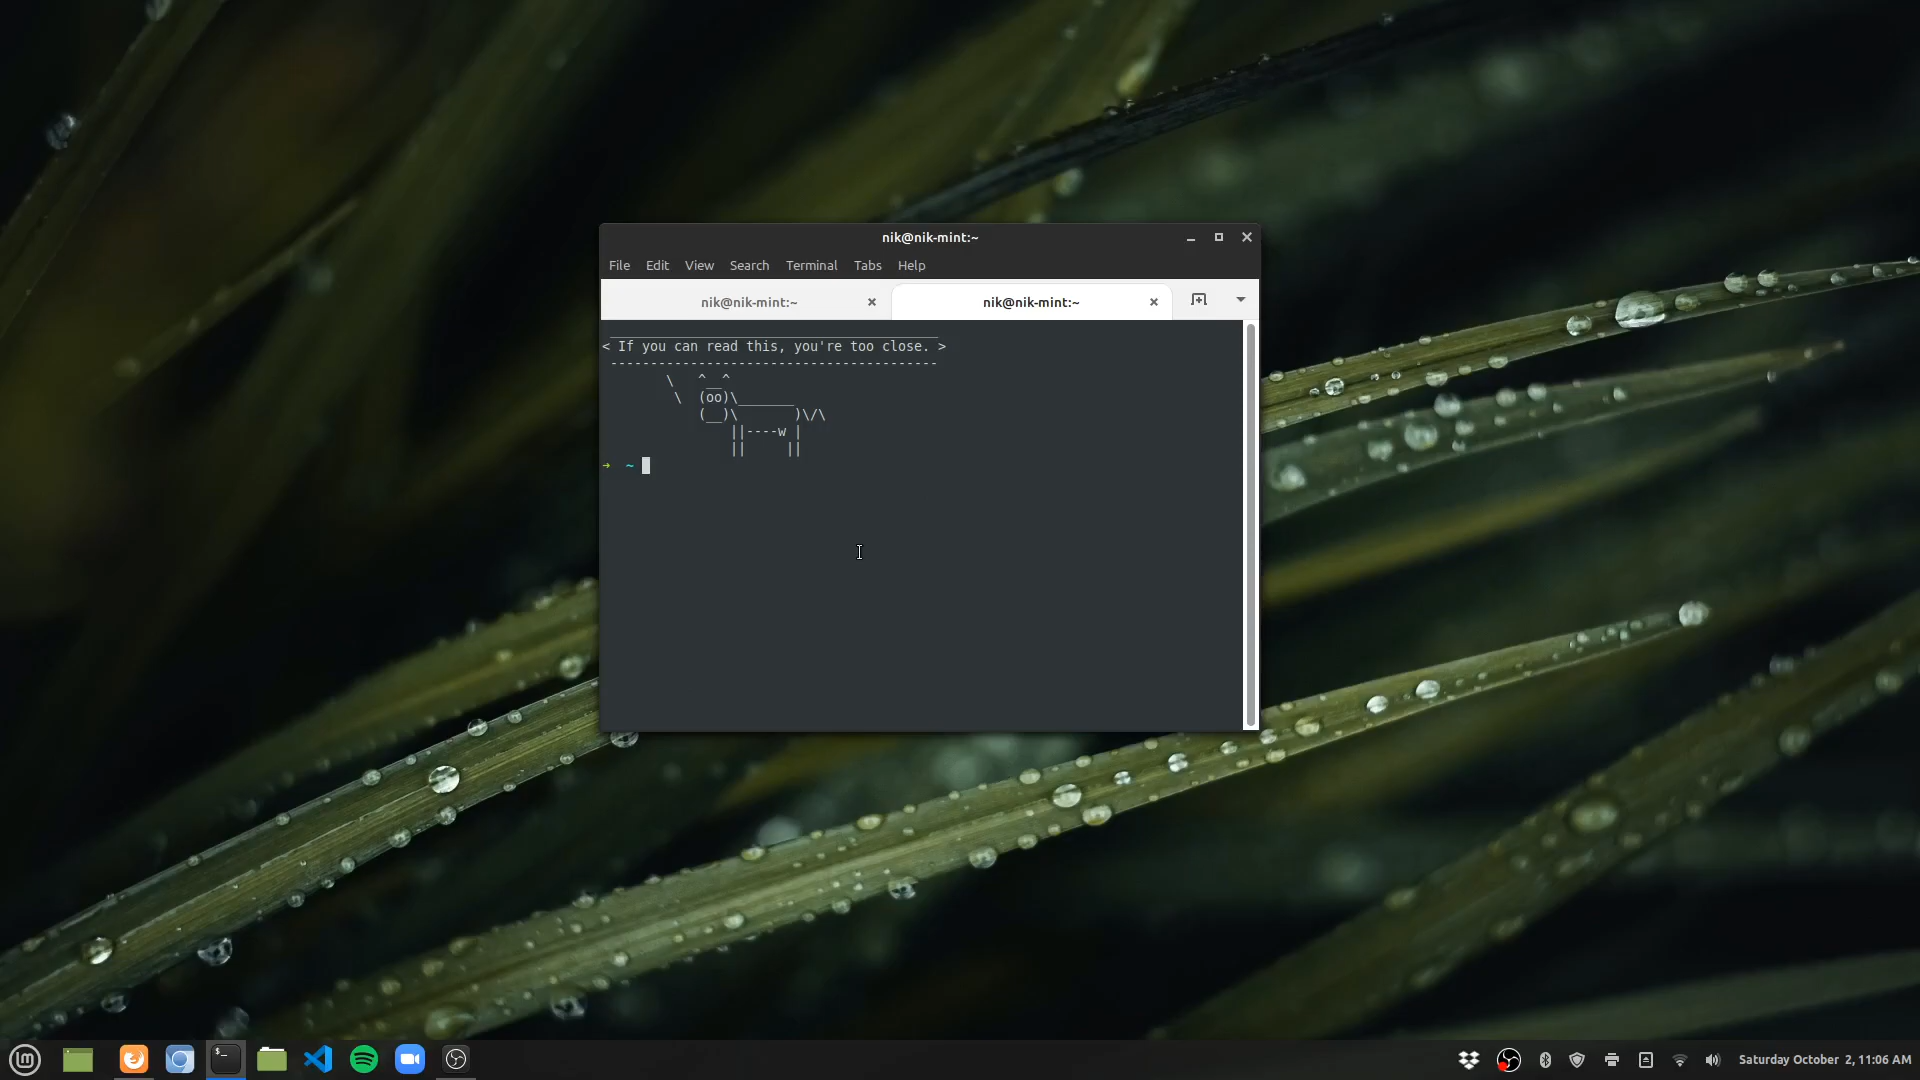 nik@nik-mint:~
File Edit View Search Terminal Tabs Help
nik@nik-mint:~ nik@nik-mint:~
 _________________________________________
< If you can read this, you're too close. >
 -----------------------------------------
        \   ^__^
         \  (oo)\_______
            (__)\       )\/\
                ||----w |
                ||     ||
➜  ~
Saturday October 2, 11:06 AM